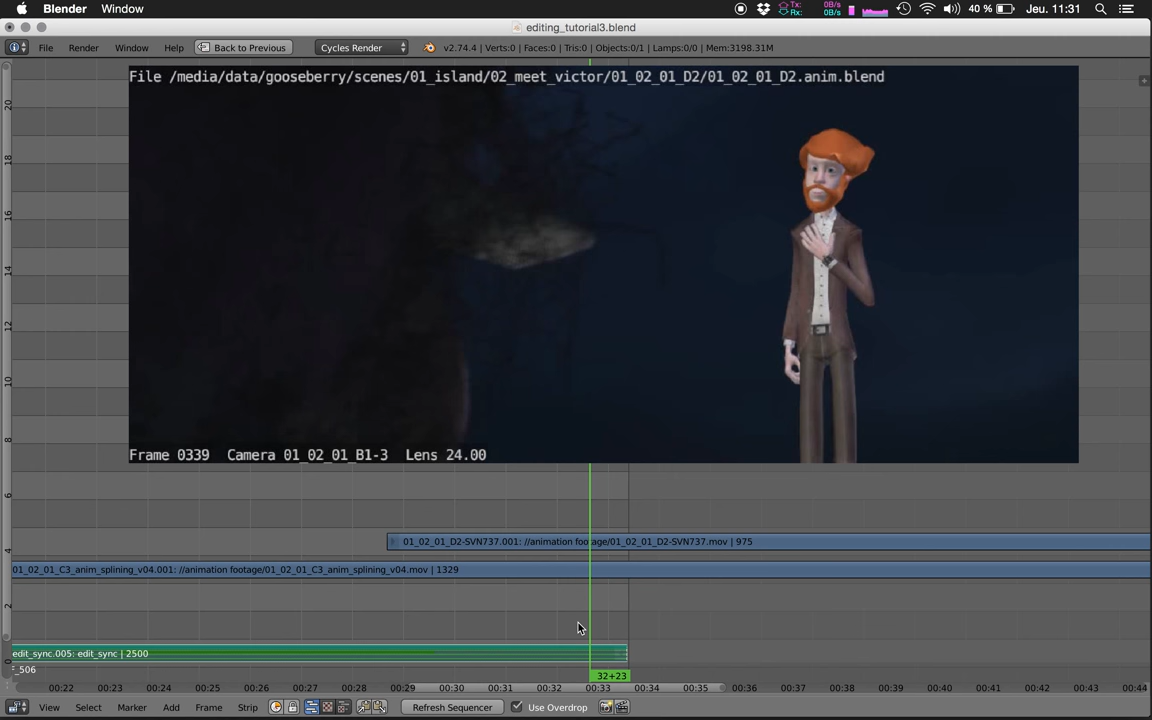 Blender Window Tx: Rx: 0B/s 0B/s 40 % Jeu. 11:31
editing_tutorial3.blend
File Render Window Help Back to Previous Cycles Render v2.74.4 | Verts:0 | Faces:0 | Tris:0 | Objects:0/1 | Lamps:0/0 | Mem:3198.31M
File /media/data/gooseberry/scenes/01_island/02_meet_victor/01_02_01_D2/01_02_01_D2.anim.blend
20
18
16
14
12
10
8
6
4
2
0
Frame 0339 Camera 01_02_01_B1-3 Lens 24.00
01_02_01_D2-SVN737.001: //animation footage/01_02_01_D2-SVN737.mov | 975
01_02_01_C3_anim_splining_v04.001: //animation footage/01_02_01_C3_anim_splining_v04.mov | 1329
edit_sync.005: edit_sync | 2500
F_506
32+23
00:22 00:23 00:24 00:25 00:26 00:27 00:28 00:29 00:30 00:31 00:32 00:33 00:34 00:35 00:36 00:37 00:38 00:39 00:40 00:41 00:42 00:43 00:44
View Select Marker Add Frame Strip Refresh Sequencer Use Overdrop